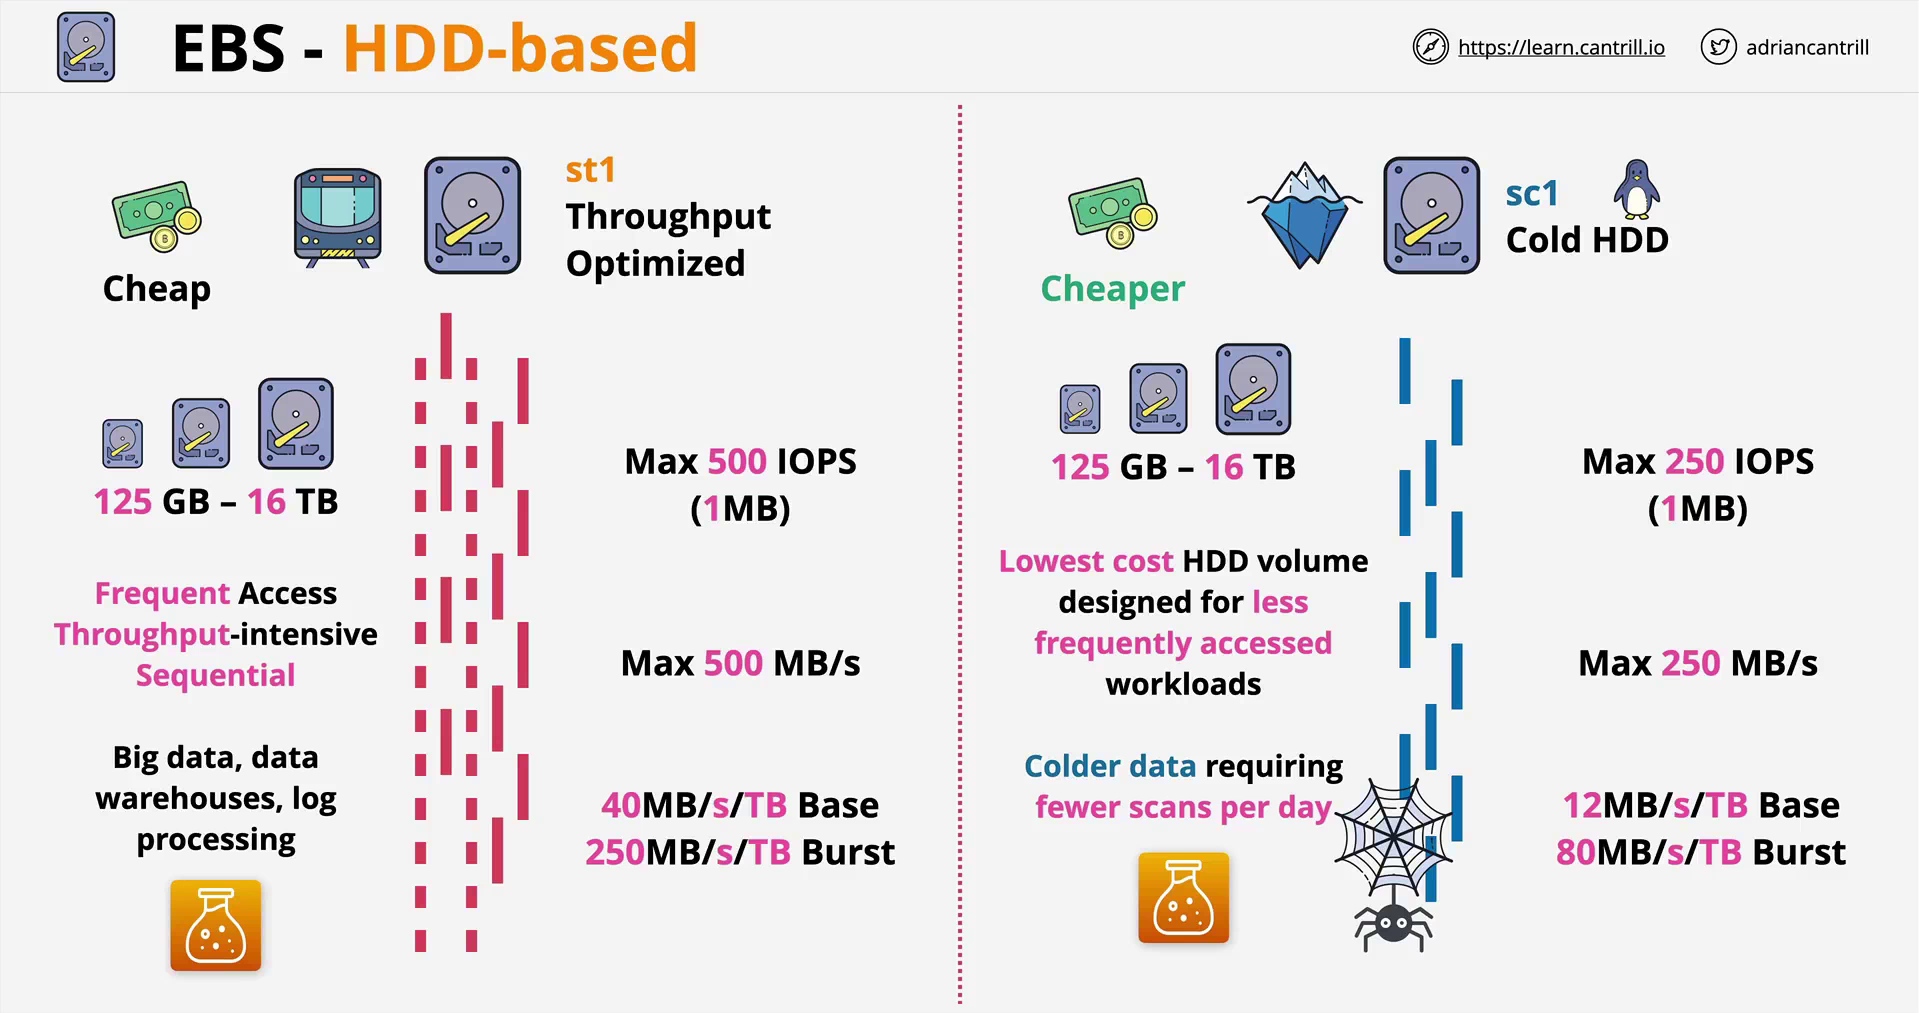 EBS - HDD-based
https://learn.cantrill.io
adriancantrill
st1
Throughput
Optimized
Cheap
125 GB – 16 TB
Frequent Access
Throughput-intensive
Sequential
Big data, data
warehouses, log
processing
Max 500 IOPS
(1MB)
Max 500 MB/s
40MB/s/TB Base
250MB/s/TB Burst
sc1
Cold HDD
Cheaper
125 GB – 16 TB
Lowest cost HDD volume
designed for less
frequently accessed
workloads
Colder data requiring
fewer scans per day
Max 250 IOPS
(1MB)
Max 250 MB/s
12MB/s/TB Base
80MB/s/TB Burst